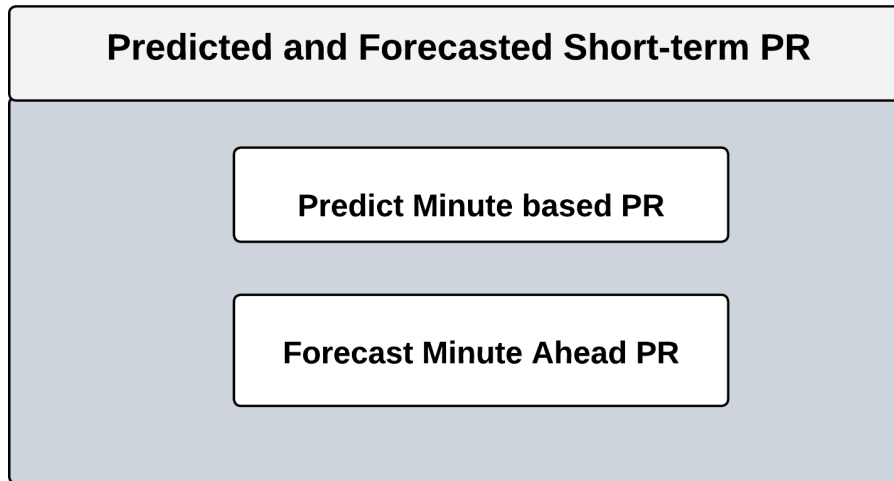 Predicted and Forecasted Short-term PR
Predict Minute based PR
Forecast Minute Ahead PR